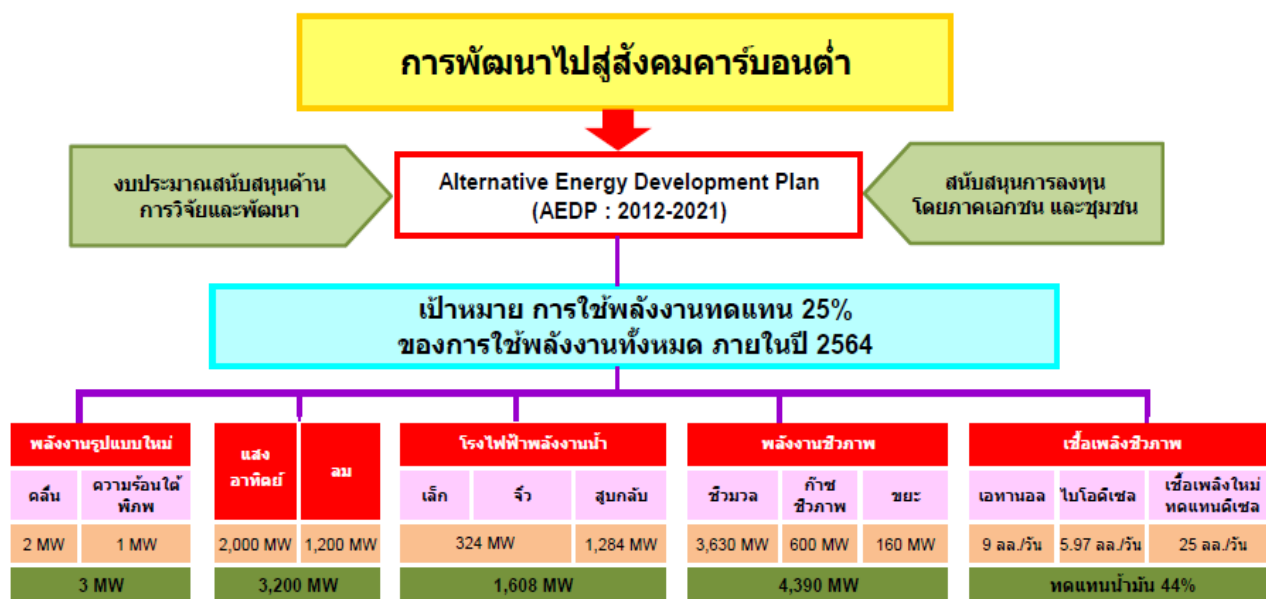 การพัฒนาไปสู่สังคมคาร์บอนต่ำ
งบประมาณสนับสนุนด้าน
การวิจัยและพัฒนา
Alternative Energy Development Plan
(AEDP : 2012-2021)
สนับสนุนการลงทุน
โดยภาคเอกชน และชุมชน
เป้าหมาย การใช้พลังงานทดแทน 25%
ของการใช้พลังงานทั้งหมด ภายในปี 2564
พลังงานรูปแบบใหม่
คลื่น
ความร้อนใต้
พิภพ
2 MW
1 MW
3 MW
แสง
อาทิตย์
ลม
2,000 MW
1,200 MW
3,200 MW
โรงไฟฟ้าพลังงานน้ำ
เล็ก
จิ๋ว
สูบกลับ
324 MW
1,284 MW
1,608 MW
พลังงานชีวภาพ
ชีวมวล
ก๊าซ
ชีวภาพ
ขยะ
3,630 MW
600 MW
160 MW
4,390 MW
เชื้อเพลิงชีวภาพ
เอทานอล
ไบโอดีเซล
เชื้อเพลิงใหม่
ทดแทนดีเซล
9 ลล./วัน
5.97 ลล./วัน
25 ลล./วัน
ทดแทนน้ำมัน 44%